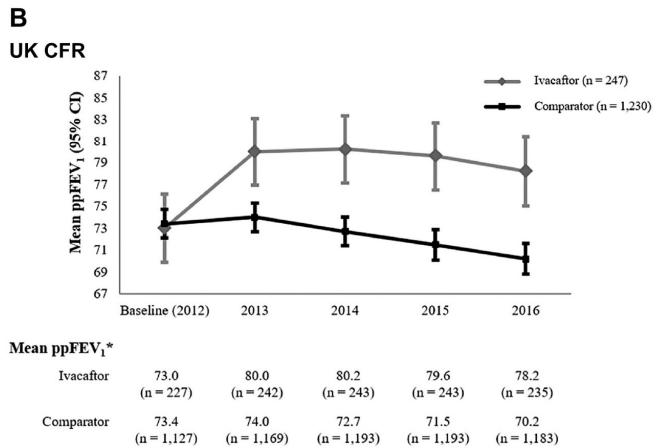 B
UK CFR
Mean ppFEV₁ (95% CI)
87
85
83
81
79
77
75
73
71
69
67
Ivacaftor (n = 247)
Comparator (n = 1,230)
Baseline (2012) 2013 2014 2015 2016
Mean ppFEV₁*
Ivacaftor 73.0 80.0 80.2 79.6 78.2
(n = 227) (n = 242) (n = 243) (n = 243) (n = 235)
Comparator 73.4 74.0 72.7 71.5 70.2
(n = 1,127) (n = 1,169) (n = 1,193) (n = 1,193) (n = 1,183)